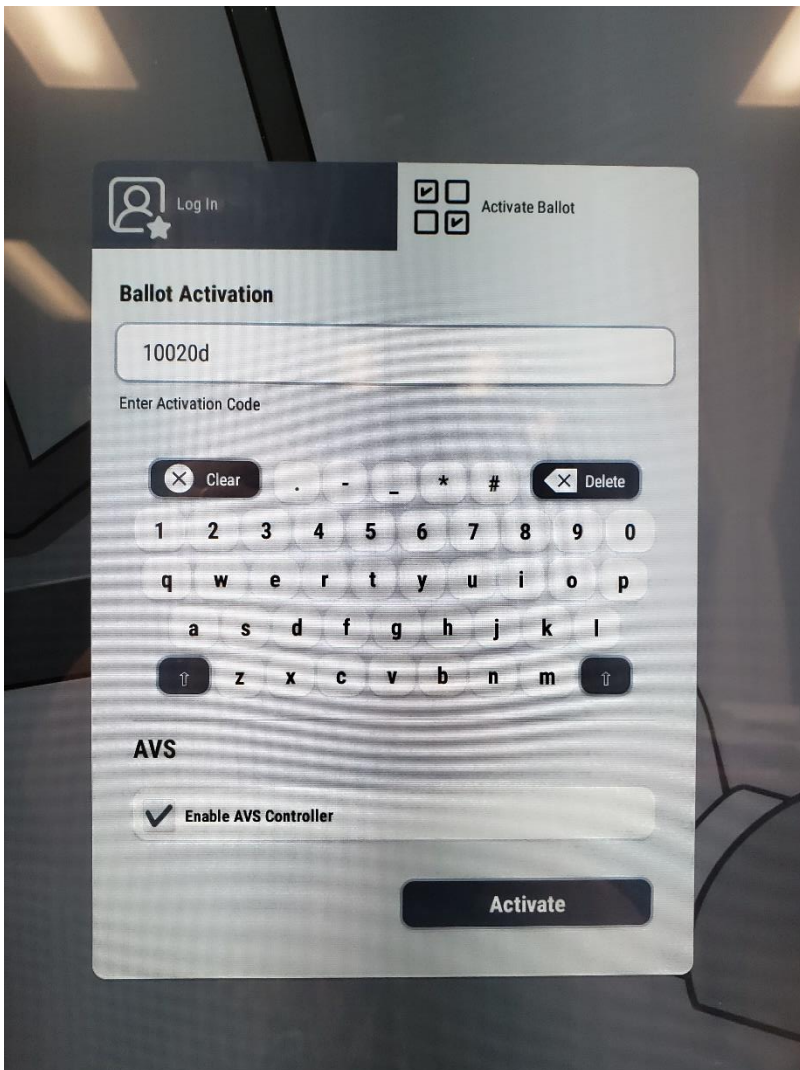 Log In
Activate Ballot
Ballot Activation
10020d
Enter Activation Code
Clear . - _ * # Delete
1 2 3 4 5 6 7 8 9 0
q w e r t y u i o p
a s d f g h j k l
⇧ z x c v b n m ⇧
AVS
Enable AVS Controller
Activate